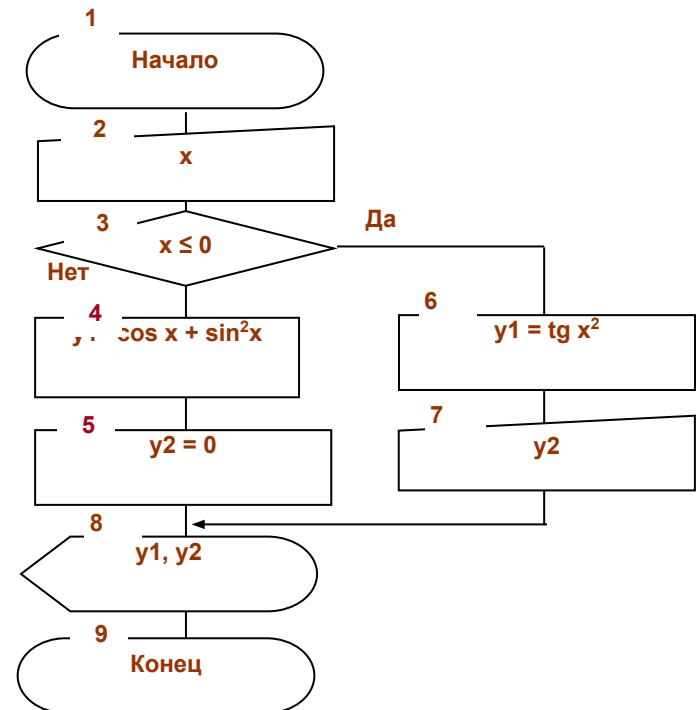 1
Начало
2
x
3
Да
x ≤ 0
Нет
4
cos x + sin²x
6
y1 = tg x²
5
y2 = 0
7
y2
8
y1, y2
9
Конец